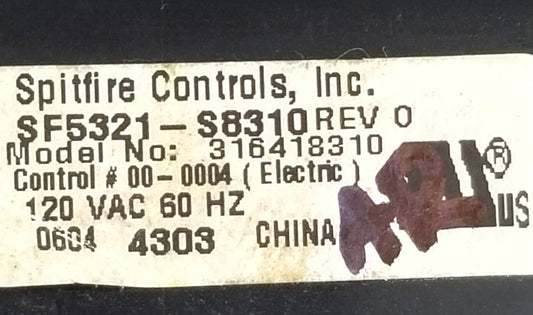 Spitfire Controls, Inc.
SF5321-S8310 REV 0
Model No: 316418310
Control # 00-0004 ( Electric )
120 VAC 60 HZ
0604 4303 CHINA
® US